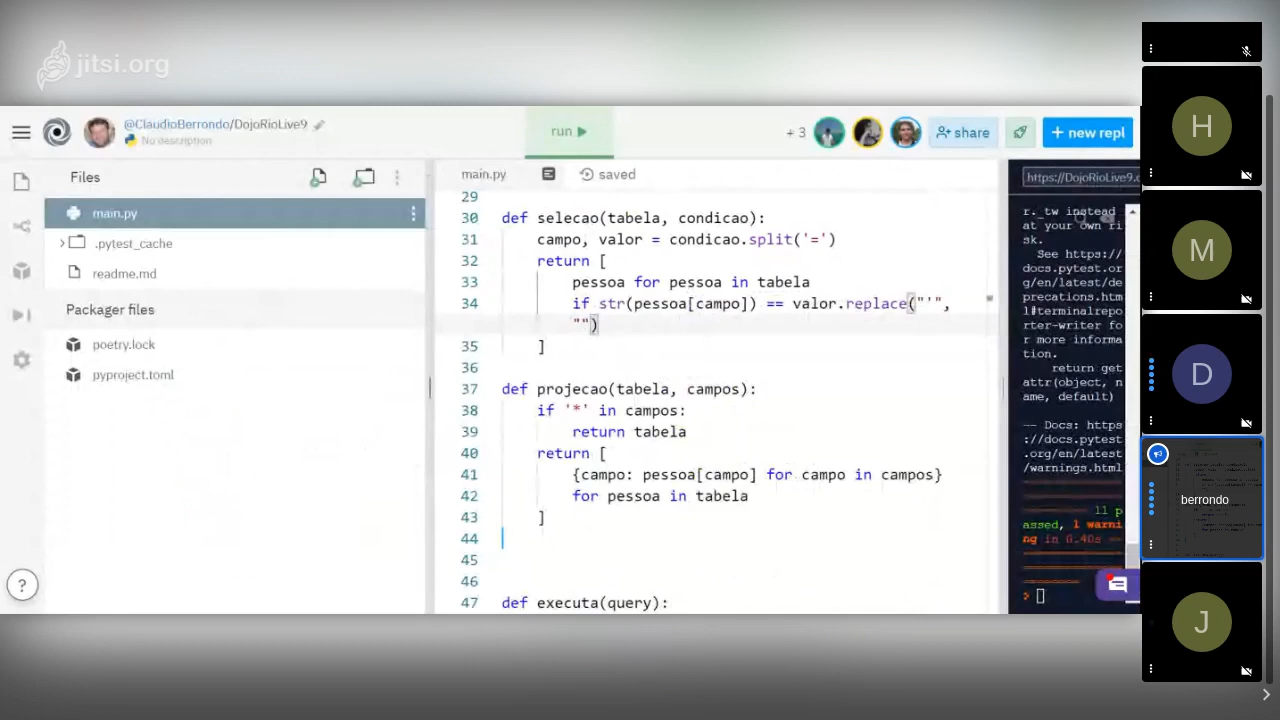 jitsi.org
@ClaudioBerrondo/DojoRioLive9
No description
run
+ 3
share
+ new repl
Files
main.py
.pytest_cache
readme.md
Packager files
poetry.lock
pyproject.toml
?
main.py
saved
29
30 def selecao(tabela, condicao):
31 campo, valor = condicao.split('=')
32 return [
33 pessoa for pessoa in tabela
34 if str(pessoa[campo]) == valor.replace("'",
"")
35 ]
36
37 def projecao(tabela, campos):
38 if '*' in campos:
39 return tabela
40 return [
41 {campo: pessoa[campo] for campo in campos}
42 for pessoa in tabela
43 ]
44
45
46
47 def executa(query):
https://DojoRioLive9.c
r._tw instead
at your own ri
sk.
See https://
docs.pytest.or
g/en/latest/de
precations.htm
l#terminalrepo
rter-writer fo
r more informa
tion.
return get
attr(object, n
ame, default)
-- Docs: https
://docs.pytest
.org/en/latest
/warnings.html
11 p
assed, 1 warni
ng in 0.40s
H
M
D
berrondo
J